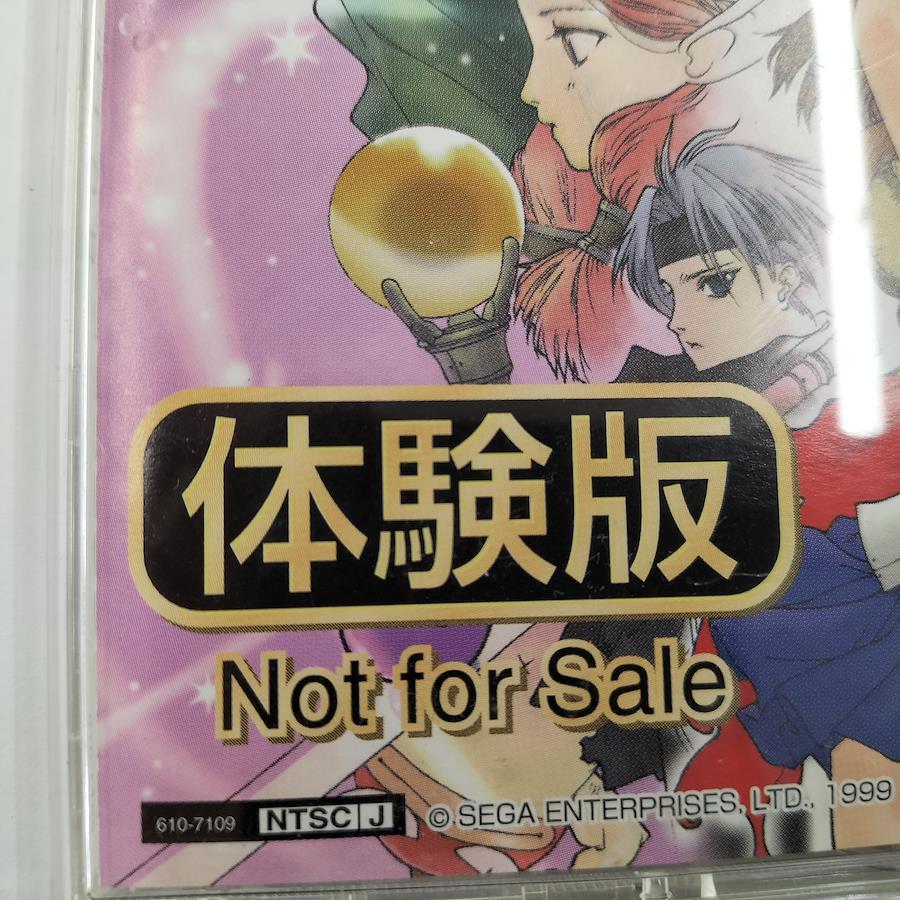 体験版
Not for Sale
610-7109 NTSC J © SEGA ENTERPRISES, LTD., 1999